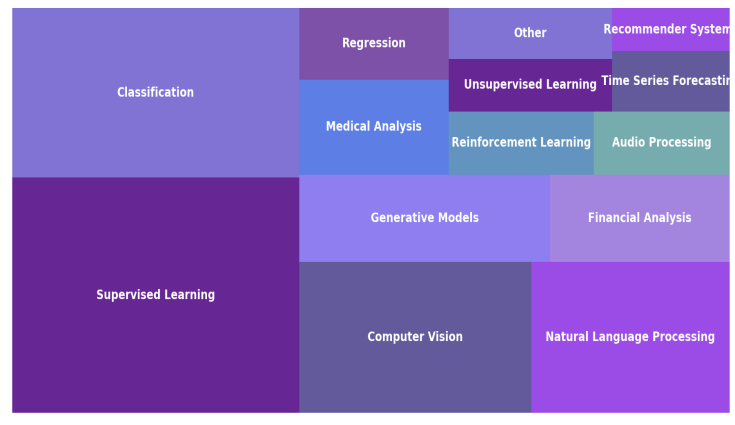 Classification
Regression
Other
Recommender System
Unsupervised Learning
Time Series Forecastin
Medical Analysis
Reinforcement Learning
Audio Processing
Generative Models
Financial Analysis
Supervised Learning
Computer Vision
Natural Language Processing